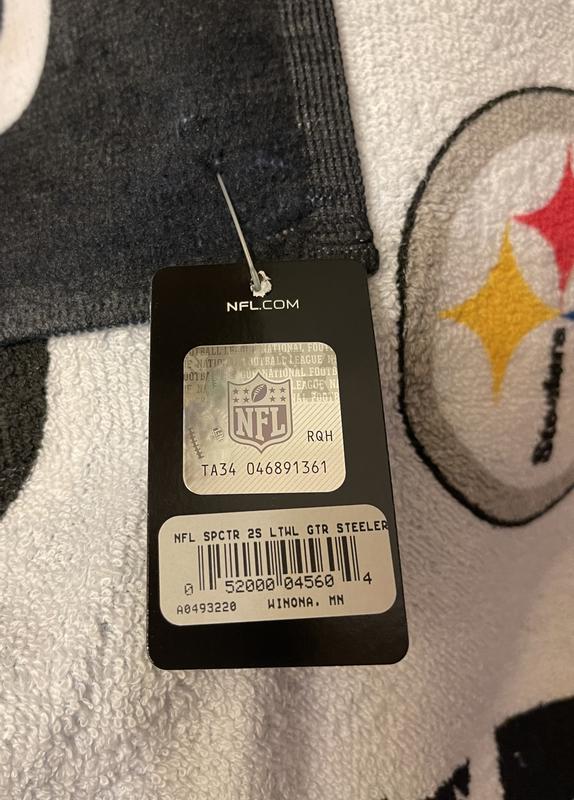 NFL.COM
NFL
RQH
TA34 046891361
NFL SPCTR 2S LTWL GTR STEELER
0 52000 04560 4
A0493220 WINONA, MN
Steelers